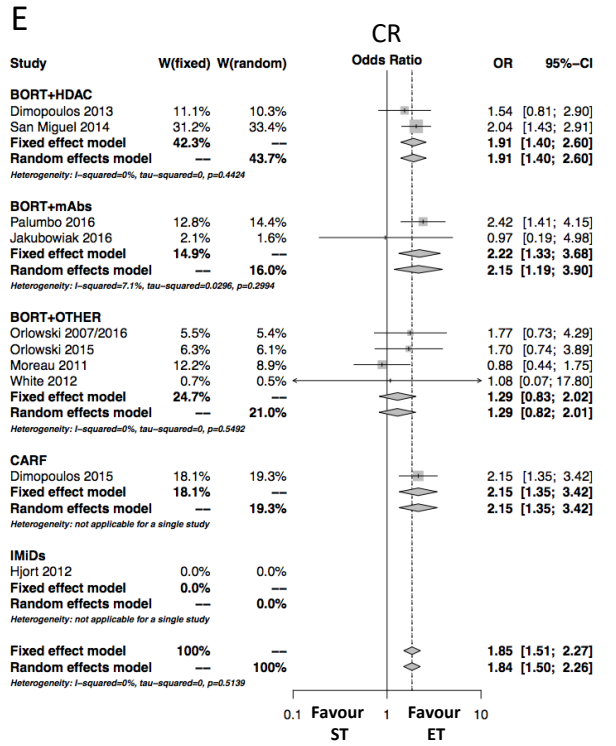 E
CR
Study W(fixed) W(random) Odds Ratio OR 95%−CI
BORT+HDAC
Dimopoulos 2013 11.1% 10.3% 1.54 [0.81; 2.90]
San Miguel 2014 31.2% 33.4% 2.04 [1.43; 2.91]
Fixed effect model 42.3% −− 1.91 [1.40; 2.60]
Random effects model −− 43.7% 1.91 [1.40; 2.60]
Heterogeneity: I−squared=0%, tau−squared=0, p=0.4424
BORT+mAbs
Palumbo 2016 12.8% 14.4% 2.42 [1.41; 4.15]
Jakubowiak 2016 2.1% 1.6% 0.97 [0.19; 4.98]
Fixed effect model 14.9% −− 2.22 [1.33; 3.68]
Random effects model −− 16.0% 2.15 [1.19; 3.90]
Heterogeneity: I−squared=7.1%, tau−squared=0.0296, p=0.2994
BORT+OTHER
Orlowski 2007/2016 5.5% 5.4% 1.77 [0.73; 4.29]
Orlowski 2015 6.3% 6.1% 1.70 [0.74; 3.89]
Moreau 2011 12.2% 8.9% 0.88 [0.44; 1.75]
White 2012 0.7% 0.5% 1.08 [0.07; 17.80]
Fixed effect model 24.7% −− 1.29 [0.83; 2.02]
Random effects model −− 21.0% 1.29 [0.82; 2.01]
Heterogeneity: I−squared=0%, tau−squared=0, p=0.5492
CARF
Dimopoulos 2015 18.1% 19.3% 2.15 [1.35; 3.42]
Fixed effect model 18.1% −− 2.15 [1.35; 3.42]
Random effects model −− 19.3% 2.15 [1.35; 3.42]
Heterogeneity: not applicable for a single study
IMiDs
Hjort 2012 0.0% 0.0%
Fixed effect model 0.0% −−
Random effects model −− 0.0%
Heterogeneity: not applicable for a single study
Fixed effect model 100% −− 1.85 [1.51; 2.27]
Random effects model −− 100% 1.84 [1.50; 2.26]
Heterogeneity: I−squared=0%, tau−squared=0, p=0.5139
0.1 1 10
Favour ST
Favour ET